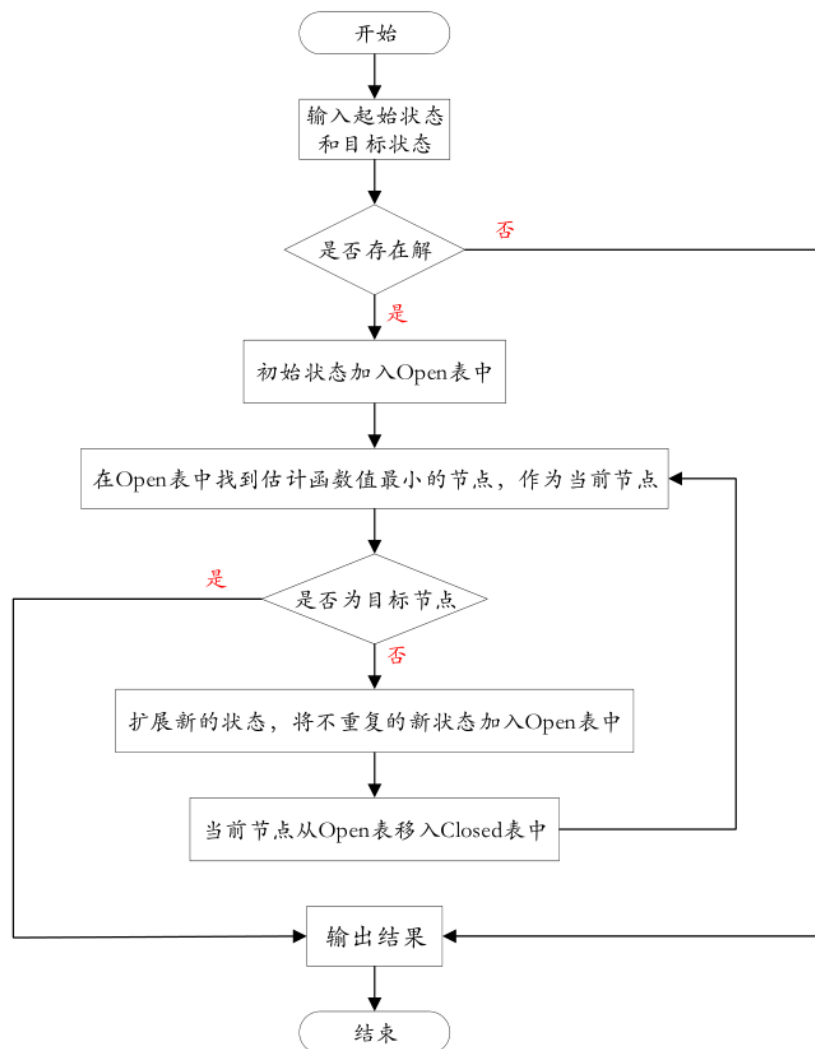 开始
输入起始状态
和目标状态
是否存在解
否
是
初始状态加入Open表中
在Open表中找到估计函数值最小的节点，作为当前节点
是
是否为目标节点
否
扩展新的状态，将不重复的新状态加入Open表中
当前节点从Open表移入Closed表中
输出结果
结束